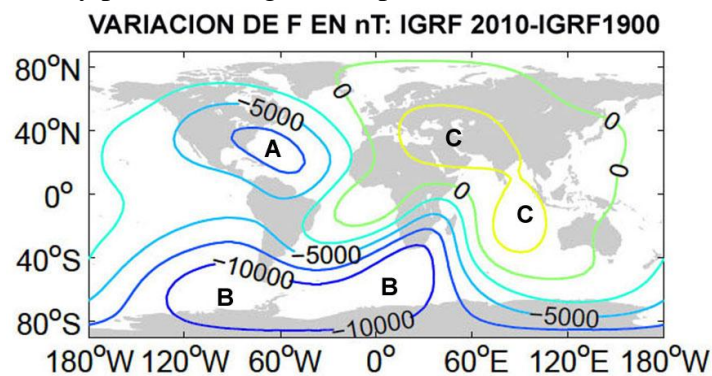 VARIACION DE F EN nT: IGRF 2010-IGRF1900
80°N
0
−5000
0
40°N
A
C
0
0°
0
C
−5000
40°S
−10000
B
B
−5000
80°S
−10000
180°W 120°W 60°W 0° 60°E 120°E 180°W